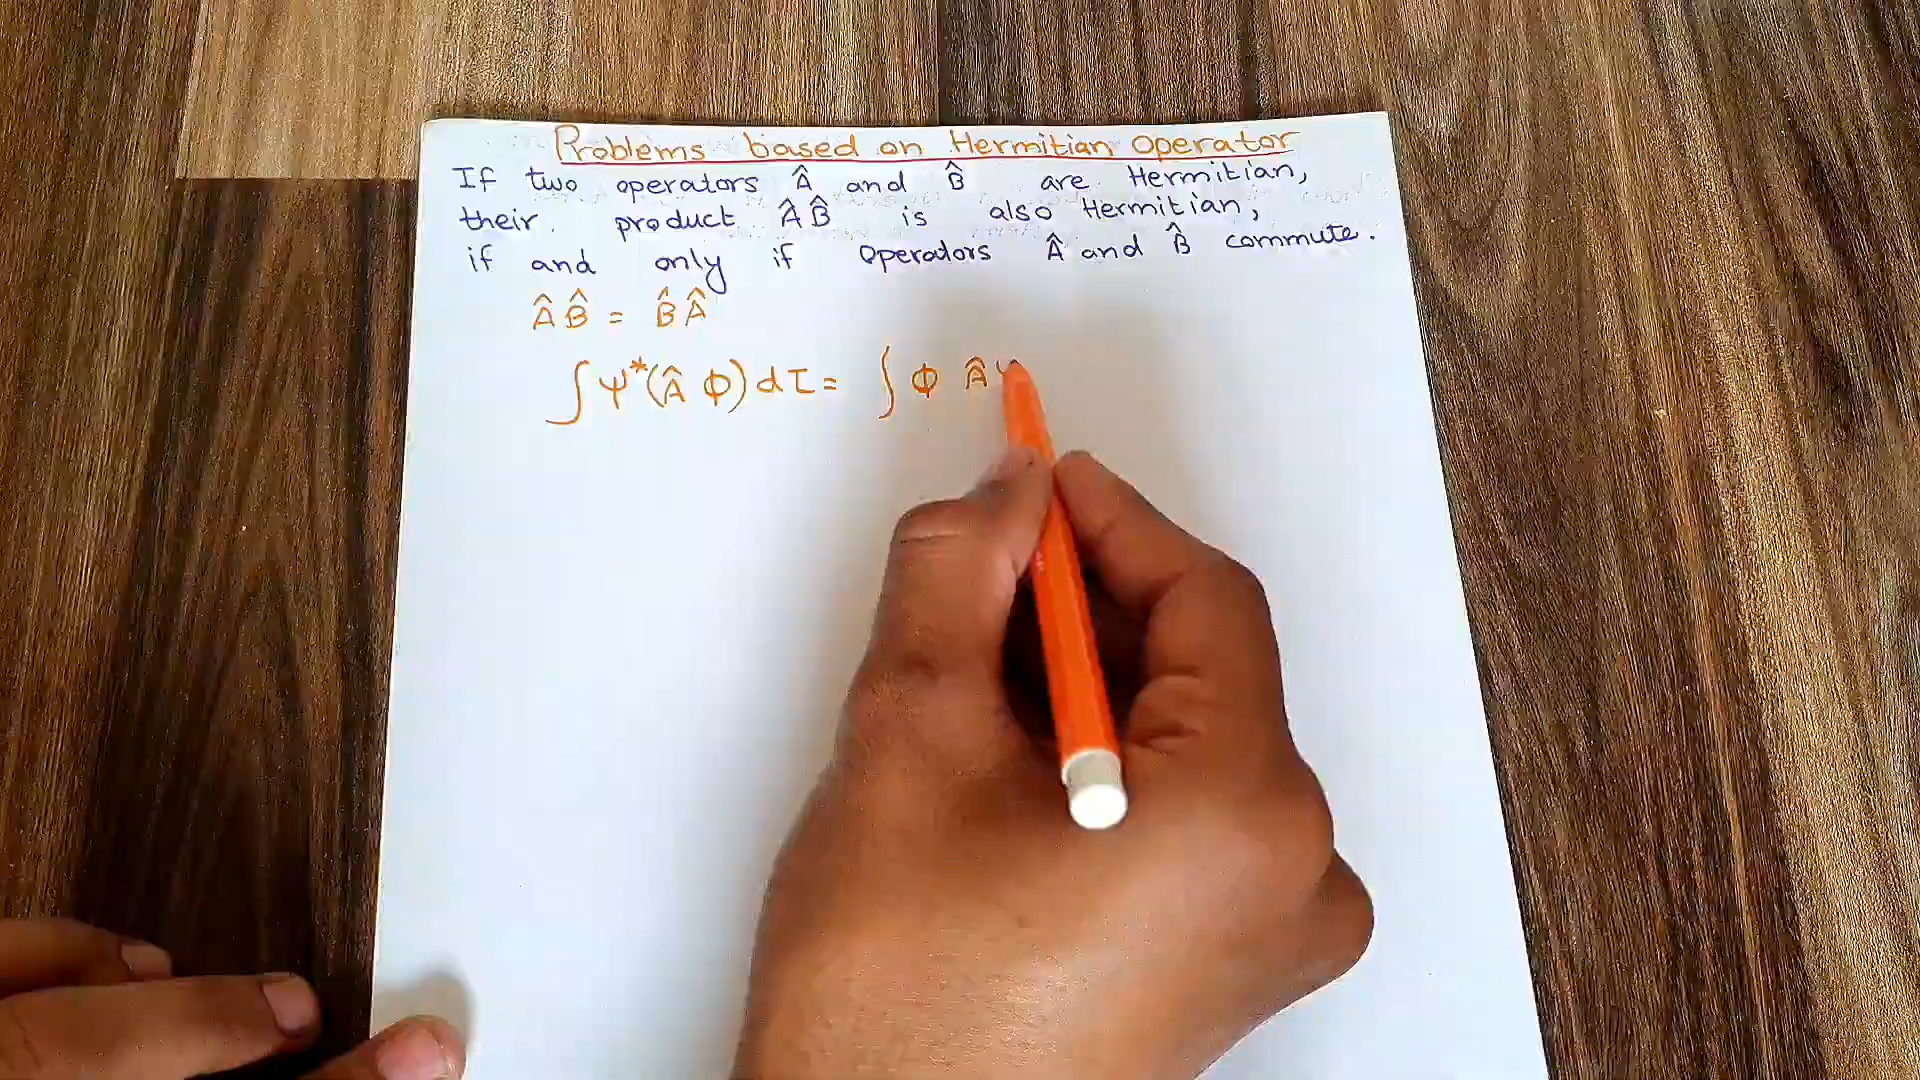 Problems based on Hermitian Operator
If two operators Â and B̂ are Hermitian,
their product ÂB̂ is also Hermitian,
if and only if Operators Â and B̂ commute.
ÂB̂ = B̂Â
∫ψ*(Â ϕ)dτ = ∫ϕ Â